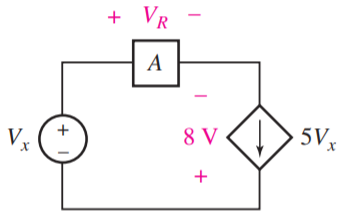 + V_R −
A
−
V_x + − 8 V 5V_x
+